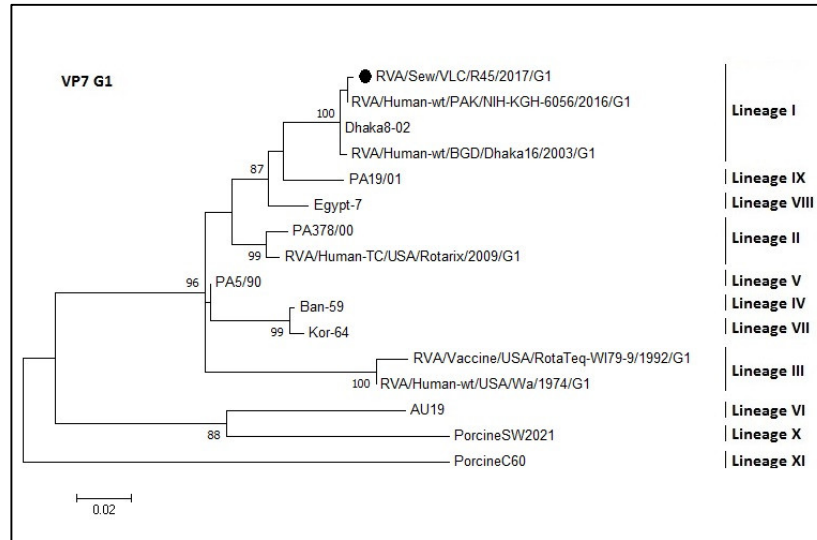 VP7 G1
RVA/Sew/VLC/R45/2017/G1
RVA/Human-wt/PAK/NIH-KGH-6056/2016/G1
100
Dhaka8-02
Lineage I
RVA/Human-wt/BGD/Dhaka16/2003/G1
87
PA19/01
Lineage IX
Egypt-7
Lineage VIII
PA378/00
Lineage II
99
RVA/Human-TC/USA/Rotarix/2009/G1
96
PA5/90
Lineage V
Ban-59
Lineage IV
99
Kor-64
Lineage VII
RVA/Vaccine/USA/RotaTeq-WI79-9/1992/G1
Lineage III
100
RVA/Human-wt/USA/Wa/1974/G1
AU19
Lineage VI
88
PorcineSW2021
Lineage X
PorcineC60
Lineage XI
0.02